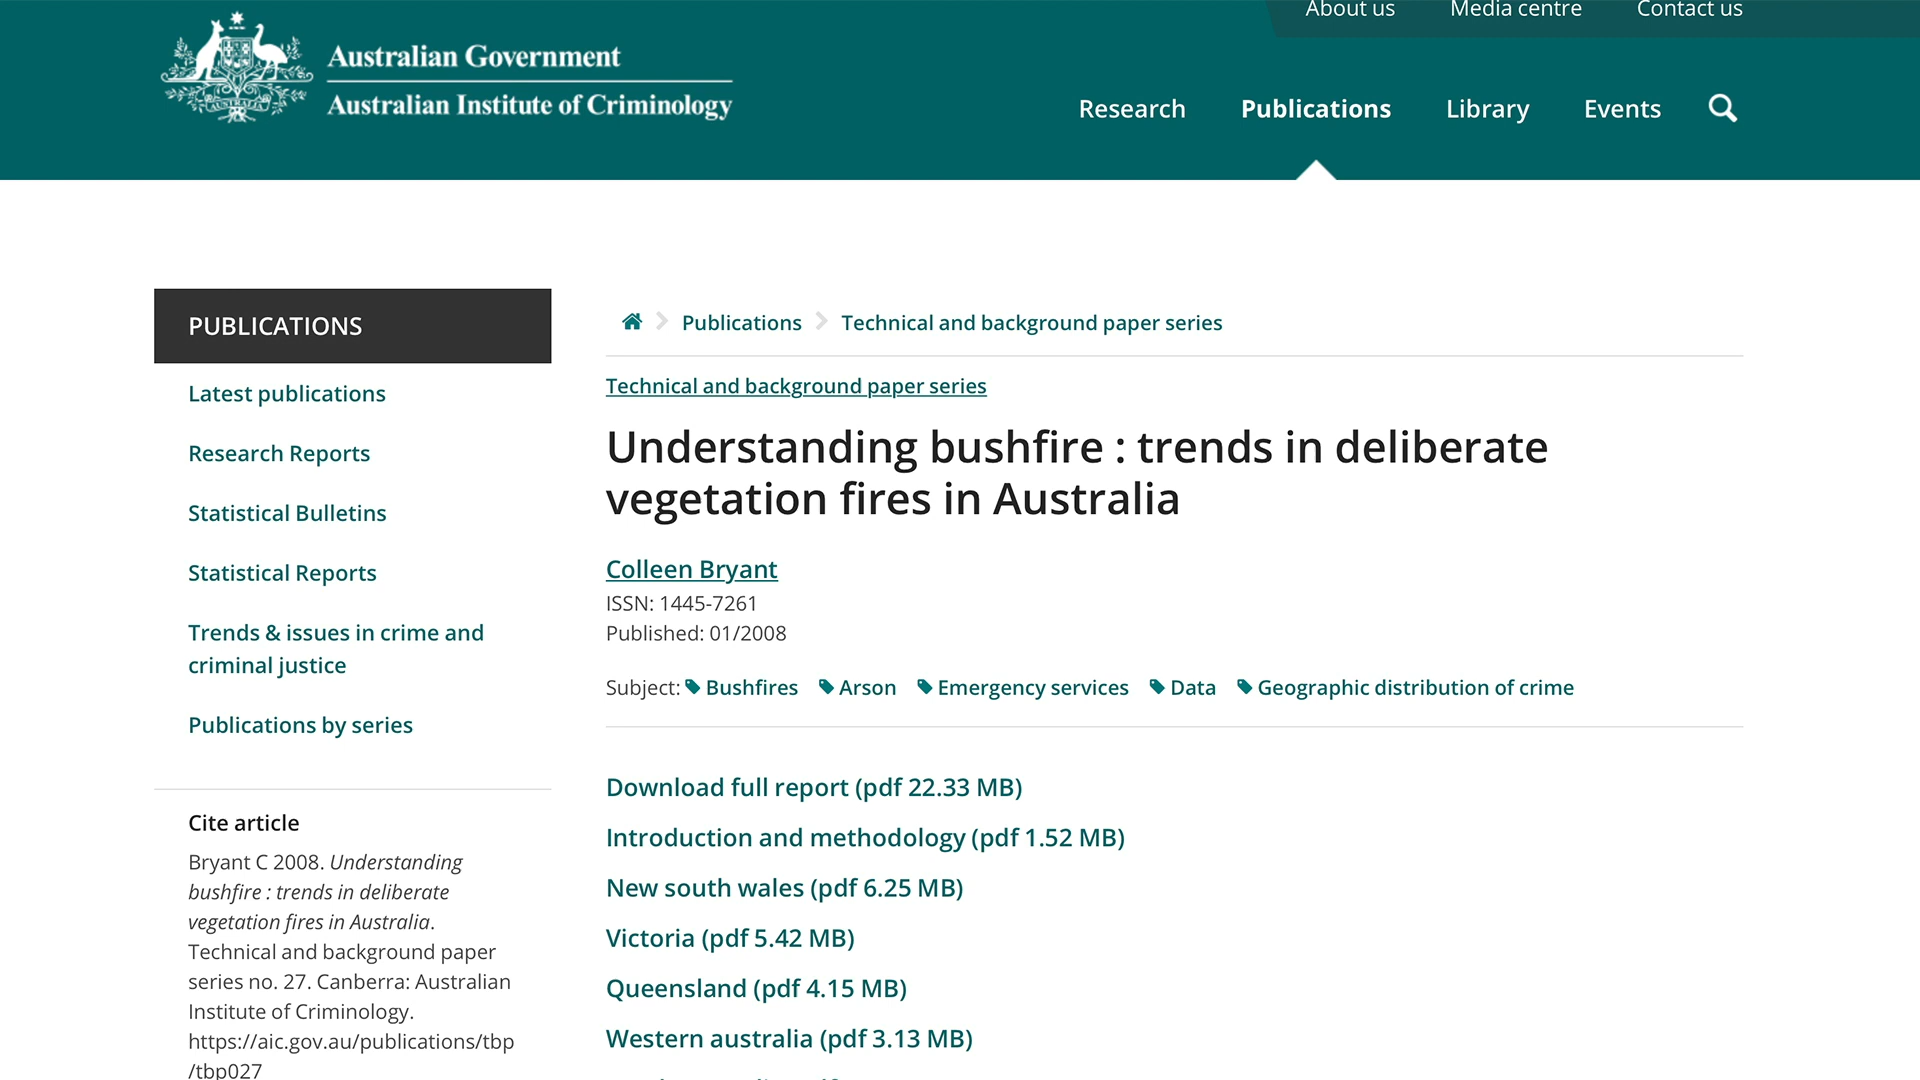 About us
Media centre
Contact us
Australian Government
Australian Institute of Criminology
Research
Publications
Library
Events
AUSTRALIA
PUBLICATIONS
Latest publications
Research Reports
Statistical Bulletins
Statistical Reports
Trends & issues in crime and
criminal justice
Publications by series
Cite article
Bryant C 2008. Understanding
bushfire : trends in deliberate
vegetation fires in Australia.
Technical and background paper
series no. 27. Canberra: Australian
Institute of Criminology.
https://aic.gov.au/publications/tbp
/tbp027
Publications
Technical and background paper series
Technical and background paper series
Understanding bushfire : trends in deliberate
vegetation fires in Australia
Colleen Bryant
ISSN: 1445-7261
Published: 01/2008
Subject: Bushfires Arson Emergency services Data Geographic distribution of crime
Download full report (pdf 22.33 MB)
Introduction and methodology (pdf 1.52 MB)
New south wales (pdf 6.25 MB)
Victoria (pdf 5.42 MB)
Queensland (pdf 4.15 MB)
Western australia (pdf 3.13 MB)